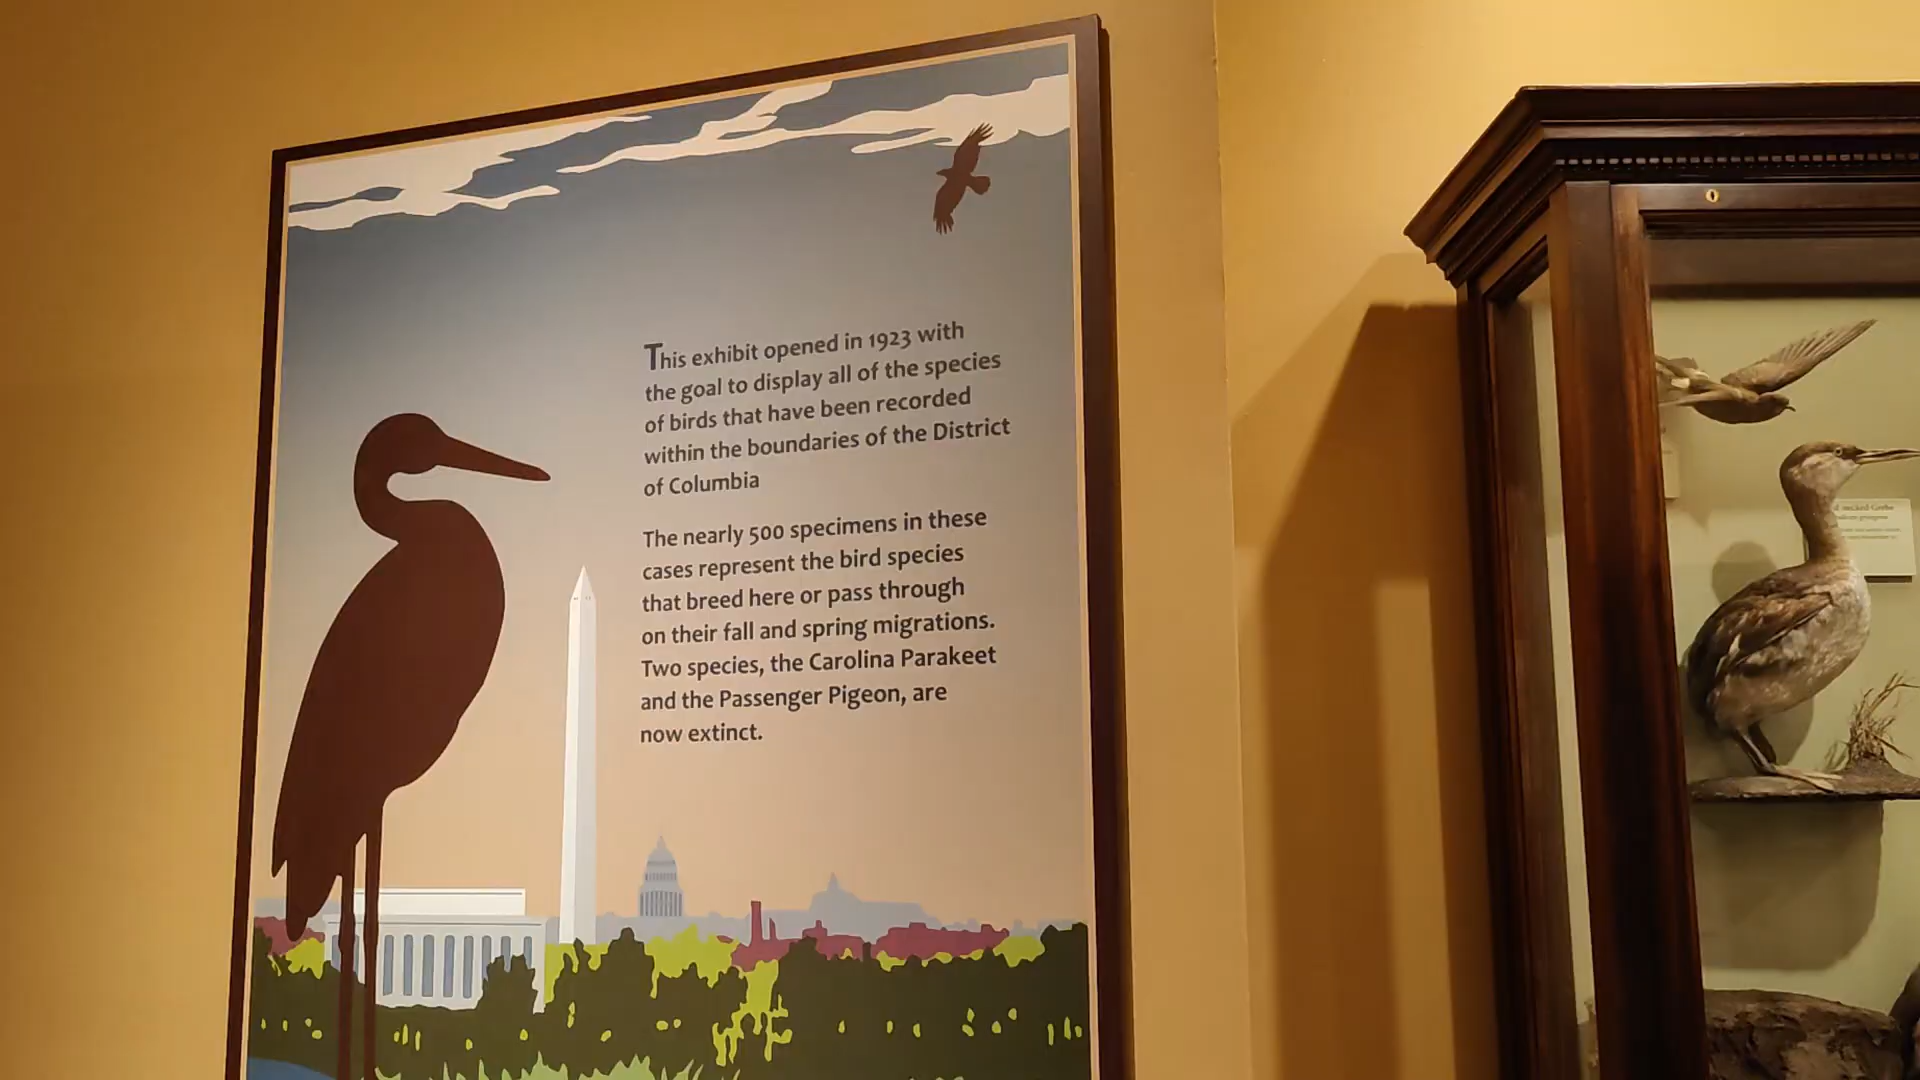 This exhibit opened in 1923 with
the goal to display all of the species
of birds that have been recorded
within the boundaries of the District
of Columbia
The nearly 500 specimens in these
cases represent the bird species
that breed here or pass through
on their fall and spring migrations.
Two species, the Carolina Parakeet
and the Passenger Pigeon, are
now extinct.
Grebe